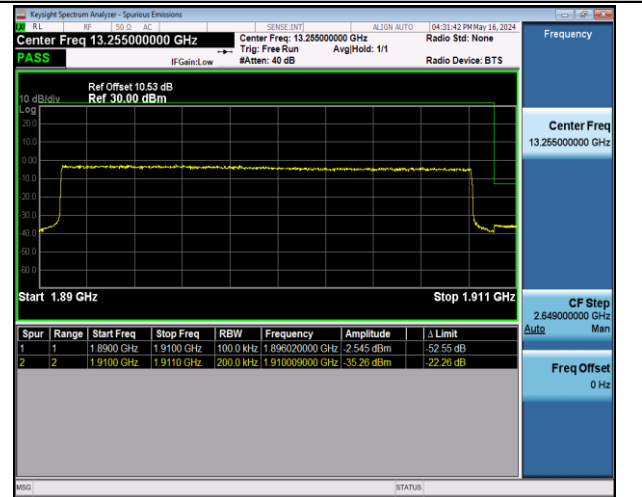 Keysight Spectrum Analyzer - Spurious Emissions
RL RF 50 Ω AC SENSE:INT ALIGN AUTO 04:31:42 PM May 16, 2024
Center Freq 13.255000000 GHz Center Freq: 13.255000000 GHz Radio Std: None Frequency
Trig: Free Run Avg|Hold: 1/1
PASS IFGain:Low #Atten: 40 dB Radio Device: BTS
Ref Offset 10.53 dB
10 dB/div Ref 30.00 dBm
Log
20.0
10.0
0.00
-10.0
-20.0
-30.0
-40.0
-50.0
-60.0
Start 1.89 GHz Stop 1.911 GHz
Center Freq
13.255000000 GHz
CF Step
2.649000000 GHz
Auto Man
Freq Offset
0 Hz
Spur Range Start Freq Stop Freq RBW Frequency Amplitude Δ Limit
1 1 1.8900 GHz 1.9100 GHz 100.0 kHz 1.896020000 GHz -2.545 dBm -52.55 dB
2 2 1.9100 GHz 1.9110 GHz 200.0 kHz 1.910009000 GHz -35.26 dBm -22.26 dB
MSG STATUS